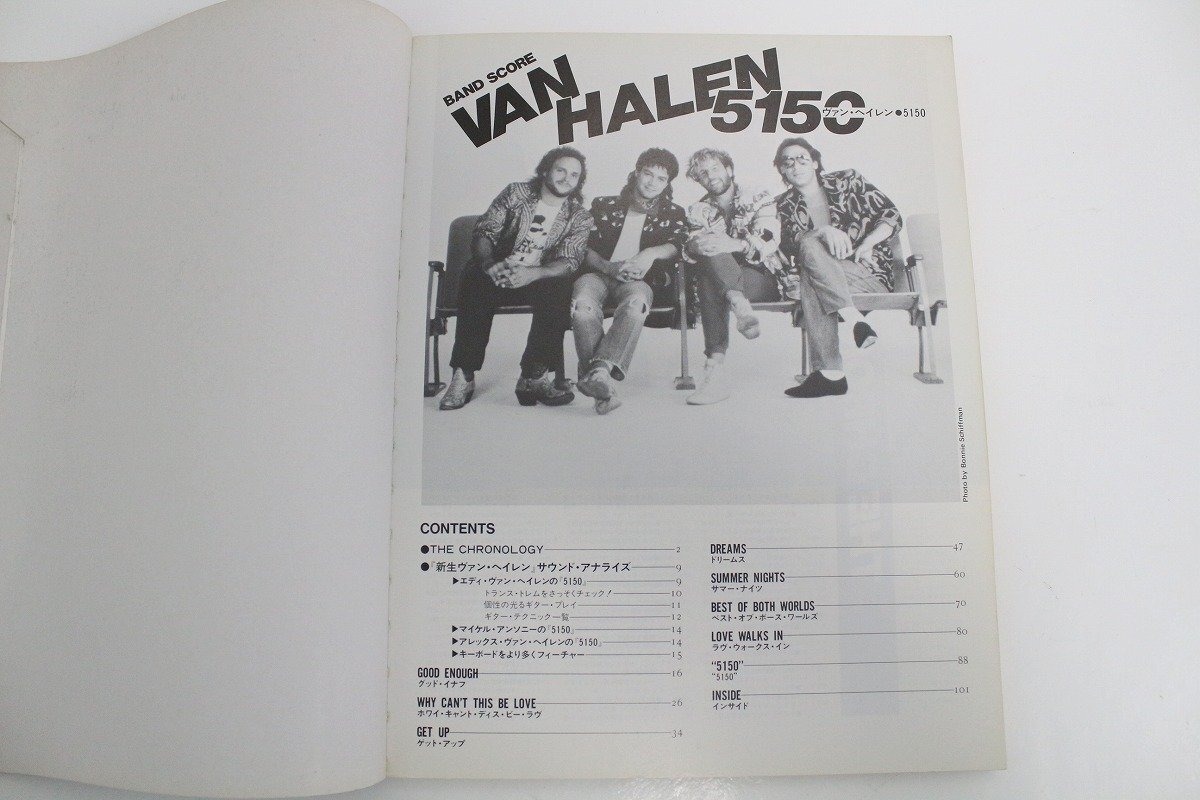 BAND SCORE
VAN HALEN 5150
ヴァン・ヘイレン●5150
Photo by Bonnie Schiffman
CONTENTS
●THE CHRONOLOGY 2
●『新生ヴァン・ヘイレン』サウンド・アナライズ 9
▶エディ・ヴァン・ヘイレンの「5150」 9
トランス・トレムをさっそくチェック! 10
個性の光るギター・プレイ 11
ギター・テクニック一覧 12
▶マイケル・アンソニーの「5150」 14
▶アレックス・ヴァン・ヘイレンの「5150」 14
▶キーボードをより多くフィーチャー 15
GOOD ENOUGH 16
グッド・イナフ
WHY CAN'T THIS BE LOVE 26
ホワイ・キャント・ディス・ビー・ラヴ
GET UP 34
ゲット・アップ
DREAMS 47
ドリームス
SUMMER NIGHTS 60
サマー・ナイツ
BEST OF BOTH WORLDS 70
ベスト・オブ・ボース・ワールズ
LOVE WALKS IN 80
ラヴ・ウォークス・イン
"5150" 88
"5150"
INSIDE 101
インサイド